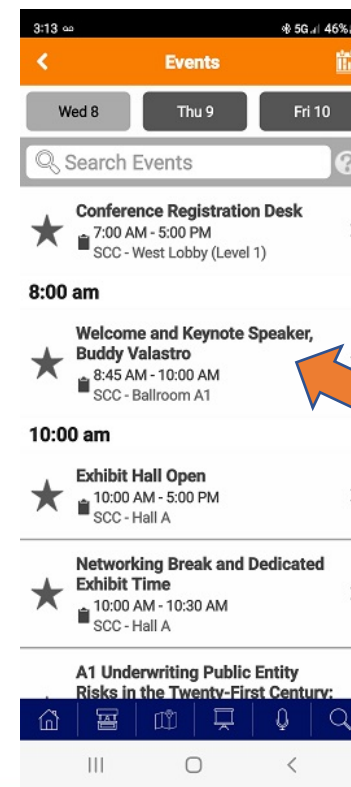 3:13
5G 46%
Events
Wed 8
Thu 9
Fri 10
Search Events
?
Conference Registration Desk
7:00 AM - 5:00 PM
SCC - West Lobby (Level 1)
8:00 am
Welcome and Keynote Speaker,
Buddy Valastro
8:45 AM - 10:00 AM
SCC - Ballroom A1
10:00 am
Exhibit Hall Open
10:00 AM - 5:00 PM
SCC - Hall A
Networking Break and Dedicated
Exhibit Time
10:00 AM - 10:30 AM
SCC - Hall A
A1 Underwriting Public Entity
Risks in the Twenty-First Century: